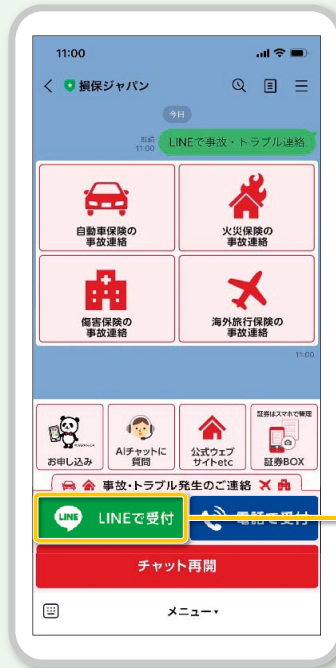 11:00
損保ジャパン
今日
既読
11:00
LINEで事故・トラブル連絡
自動車保険の
事故連絡
火災保険の
事故連絡
傷害保険の
事故連絡
海外旅行保険の
事故連絡
11:00
お申し込み
AIチャットに
質問
公式ウェブ
サイトetc
証券はスマホで管理
証券BOX
事故・トラブル発生のご連絡
LINE
LINEで受付
電話で受付
チャット再開
メニュー